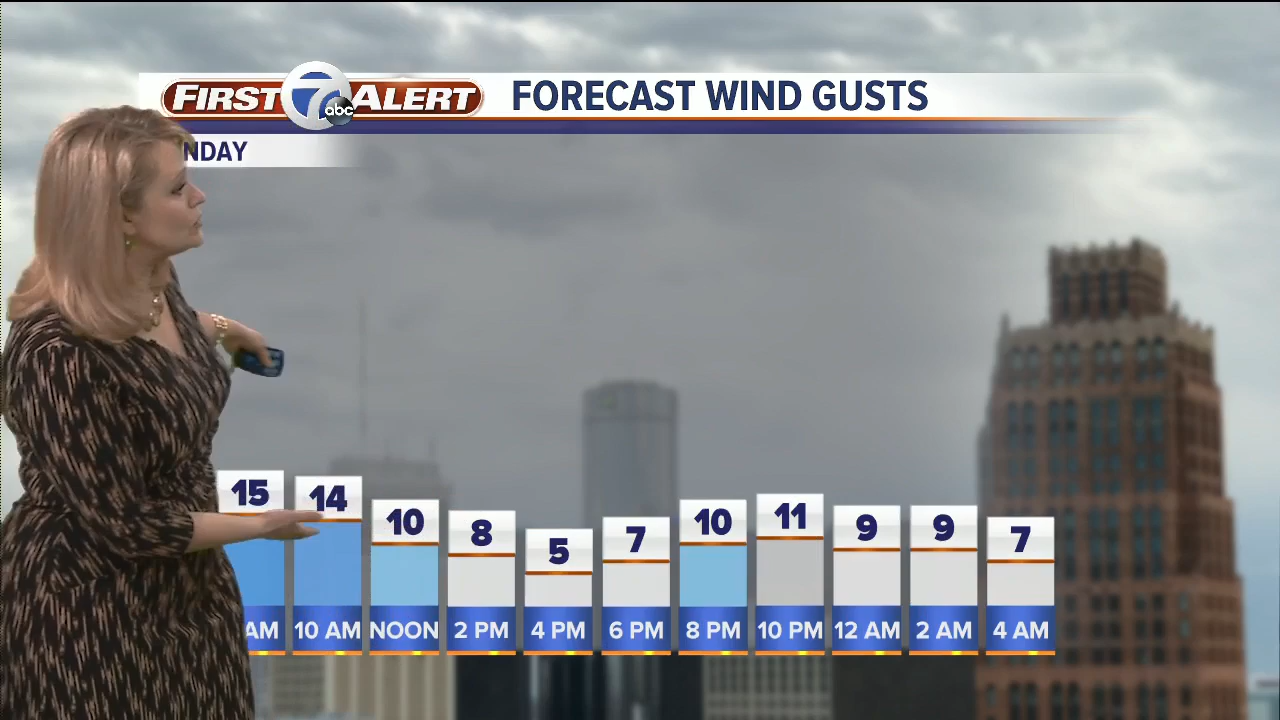 FIRST 7 abc ALERT FORECAST WIND GUSTS
NDAY
15 14 10 8 5 7 10 11 9 9 7
AM 10 AM NOON 2 PM 4 PM 6 PM 8 PM 10 PM 12 AM 2 AM 4 AM